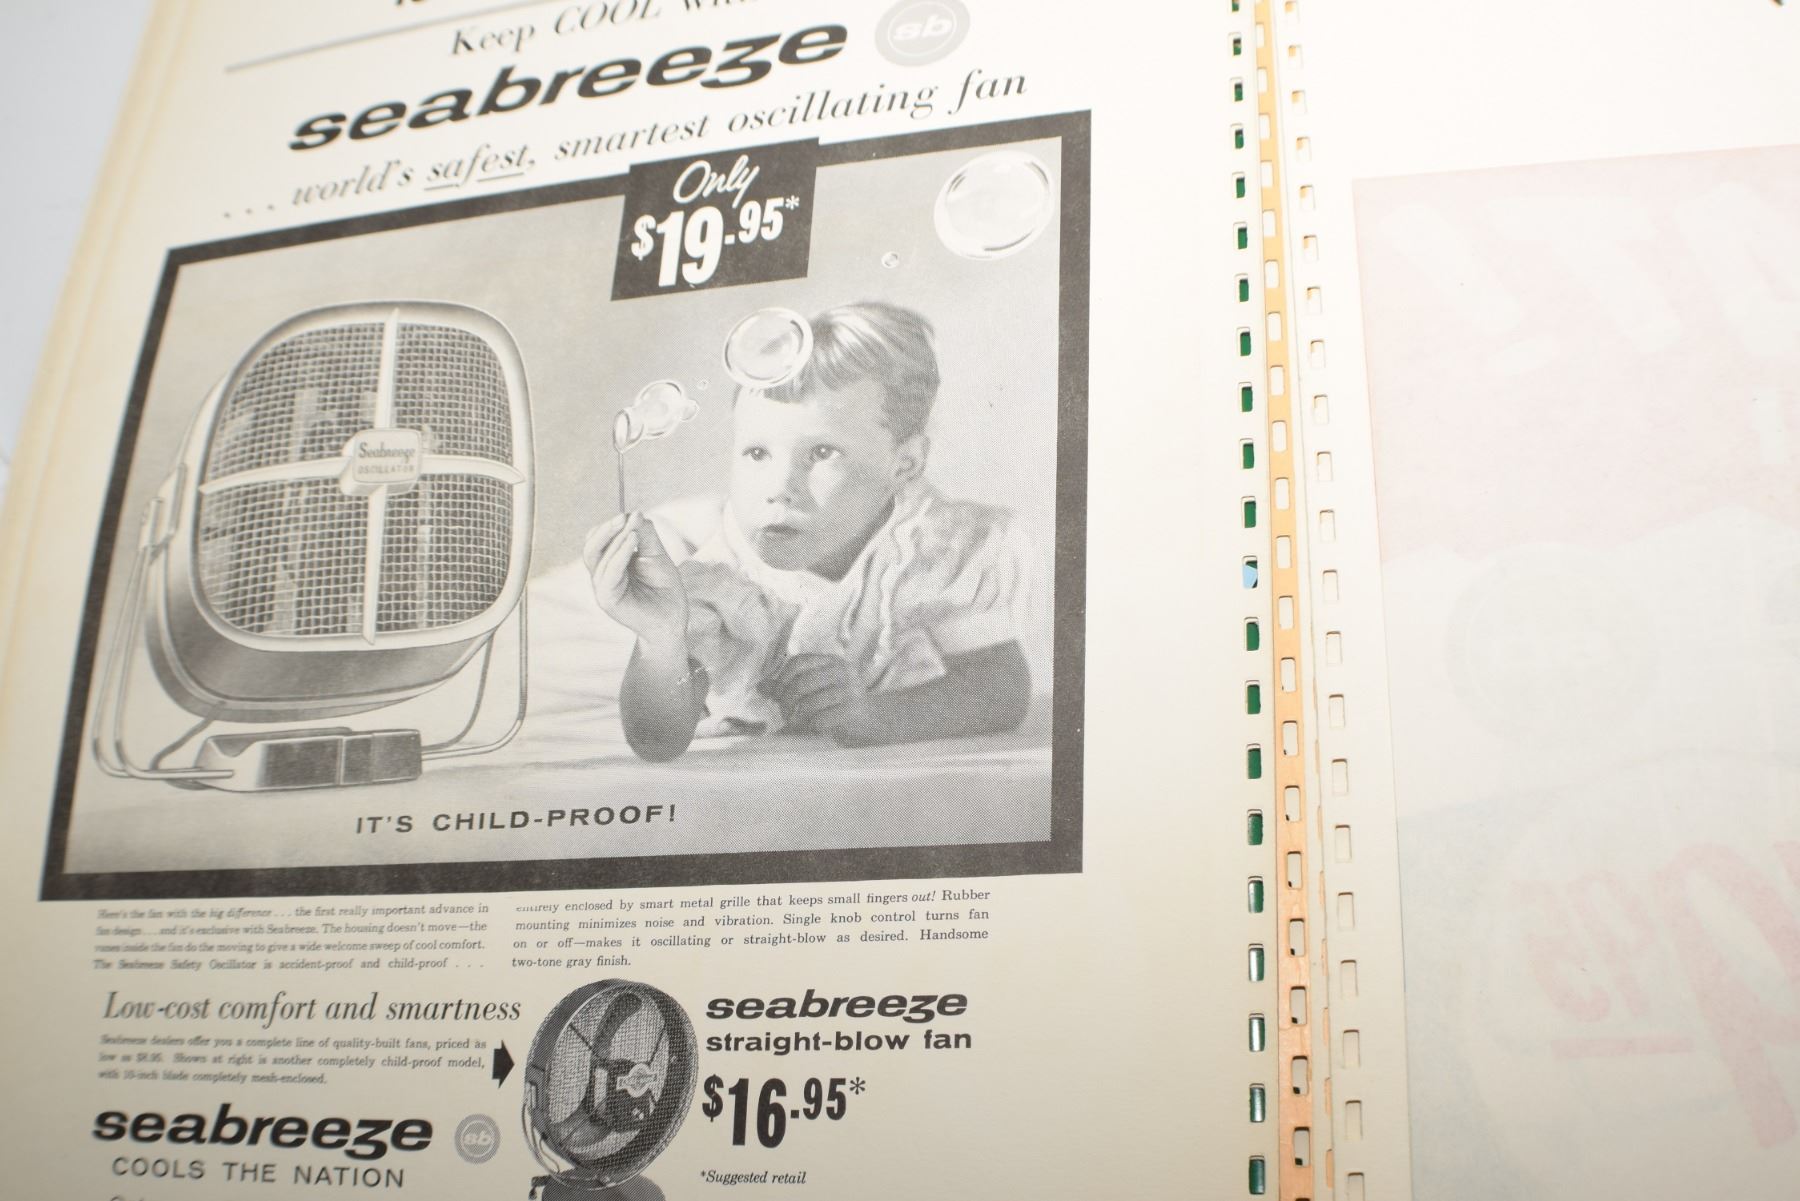 Keep COOL with
seabreeze sb
... world's safest, smartest oscillating fan
Only
$19.95*
Seabreeze
OSCILLATOR
IT'S CHILD-PROOF!
Here's the fan with the big difference . . . the first really important advance in
fan design . . . and it's exclusive with Seabreeze. The housing doesn't move—the
vanes inside the fan do the moving to give a wide welcome sweep of cool comfort.
The Seabreeze Safety Oscillator is accident-proof and child-proof . . .
entirely enclosed by smart metal grille that keeps small fingers out! Rubber
mounting minimizes noise and vibration. Single knob control turns fan
on or off—makes it oscillating or straight-blow as desired. Handsome
two-tone gray finish.
Low-cost comfort and smartness
Seabreeze dealers offer you a complete line of quality-built fans, priced as
low as $8.95. Shown at right is another completely child-proof model,
with 10-inch blade completely mesh-enclosed.
seabreeze
straight-blow fan
$16.95*
*Suggested retail
seabreeze sb
COOLS THE NATION